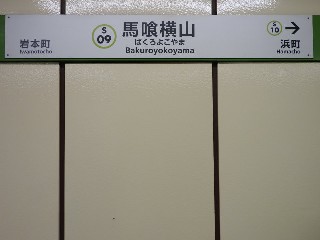 岩本町
Iwamotocho
S
09
馬喰横山
ばくろよこやま
Bakuroyokoyama
S
10
→
浜町
Hamacho